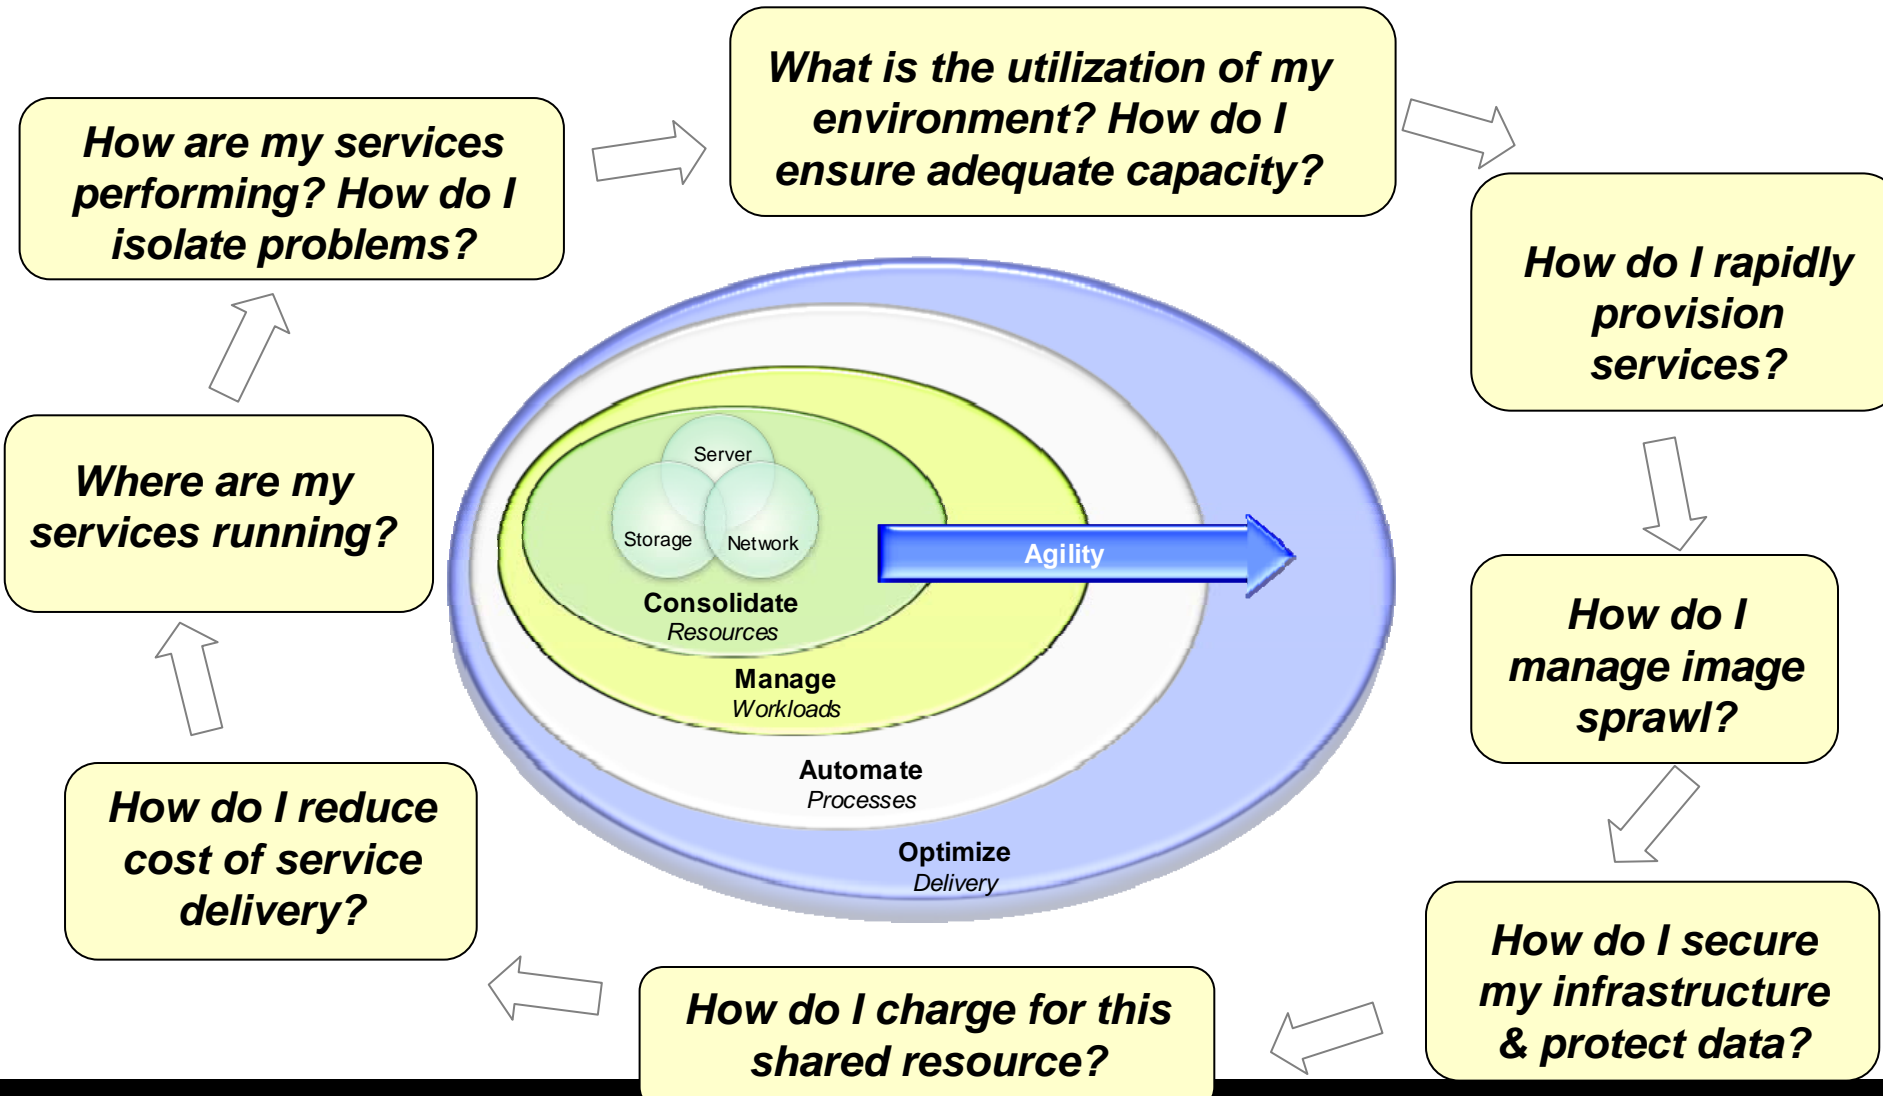 What is the utilization of my
environment? How do I
ensure adequate capacity?
How are my services
performing? How do I
isolate problems?
How do I rapidly
provision
services?
Where are my
services running?
Server
Storage
Network
Consolidate
Resources
Agility
Manage
Workloads
Automate
Processes
Optimize
Delivery
How do I
manage image
sprawl?
How do I reduce
cost of service
delivery?
How do I secure
my infrastructure
& protect data?
How do I charge for this
shared resource?